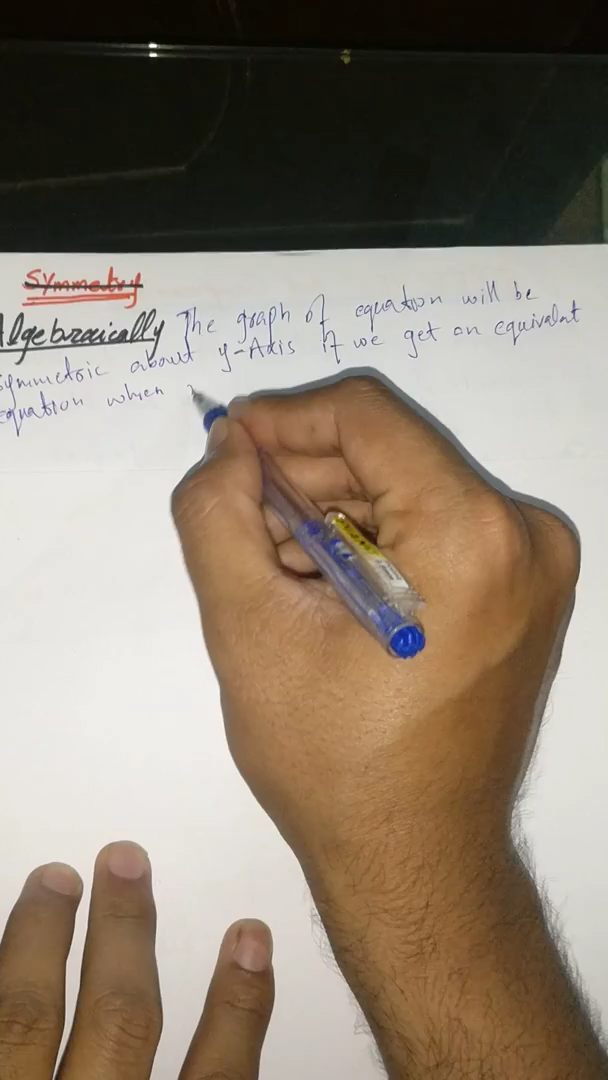 Symmetry
Algebraically The graph of equation will be
symmetric about y-Axis if we get an equivalent
equation when